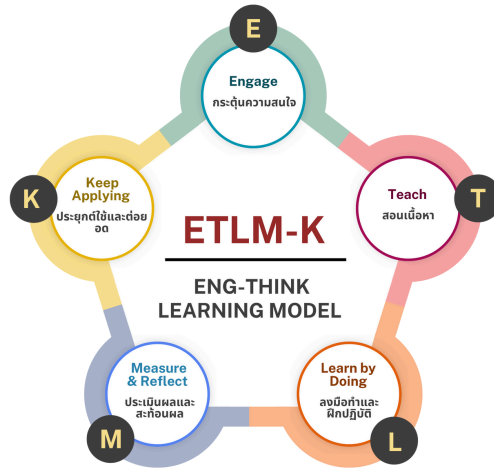 E
Engage
กระตุ้นความสนใจ
T
Teach
สอนเนื้อหา
L
Learn by
Doing
ลงมือทำและ
ฝึกปฏิบัติ
M
Measure
& Reflect
ประเมินผลและ
สะท้อนผล
K
Keep
Applying
ประยุกต์ใช้และต่อย
อด
ETLM-K
ENG-THINK
LEARNING MODEL